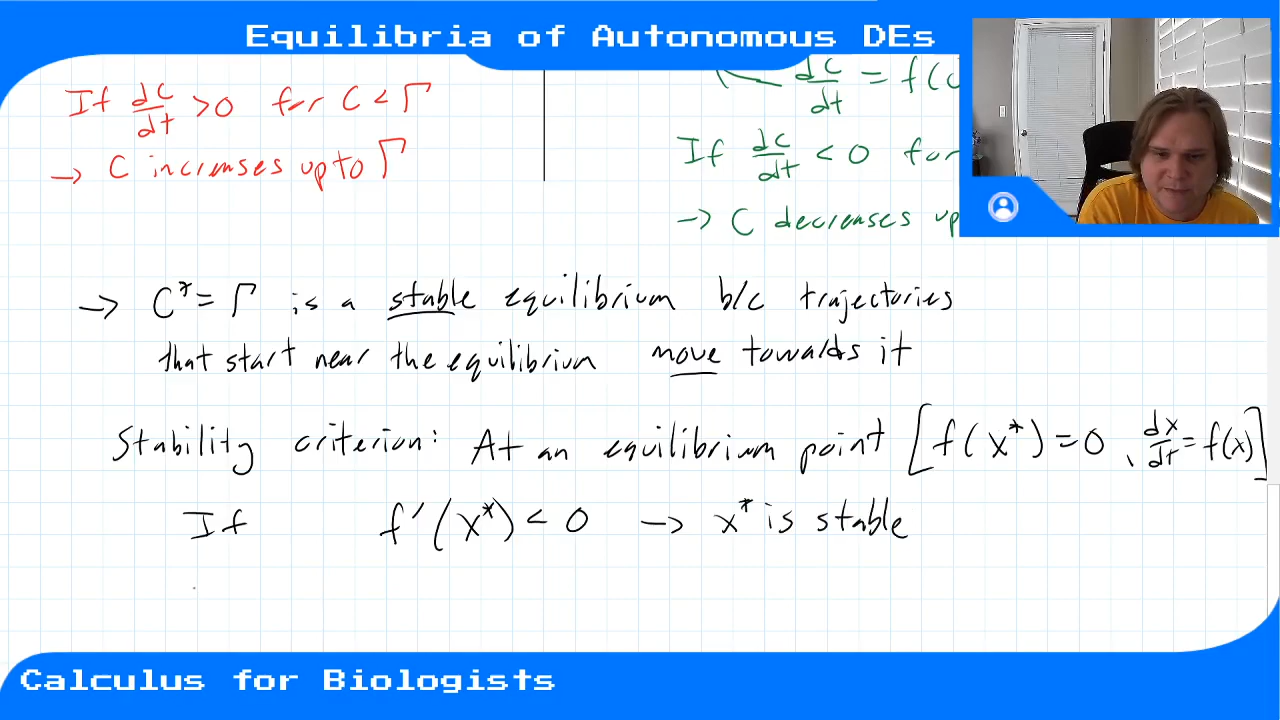 Equilibria of Autonomous DEs
If dC/dt > 0 for C < Γ
→ C increases up to Γ
dC/dt = f(C
If dC/dt < 0 for
→ C decreases up
→ C* = Γ is a stable equilibrium b/c trajectories
that start near the equilibrium move towards it
Stability criterion: At an equilibrium point [f(x*) = 0, dx/dt = f(x)]
If f'(x*) < 0 → x* is stable
Calculus for Biologists